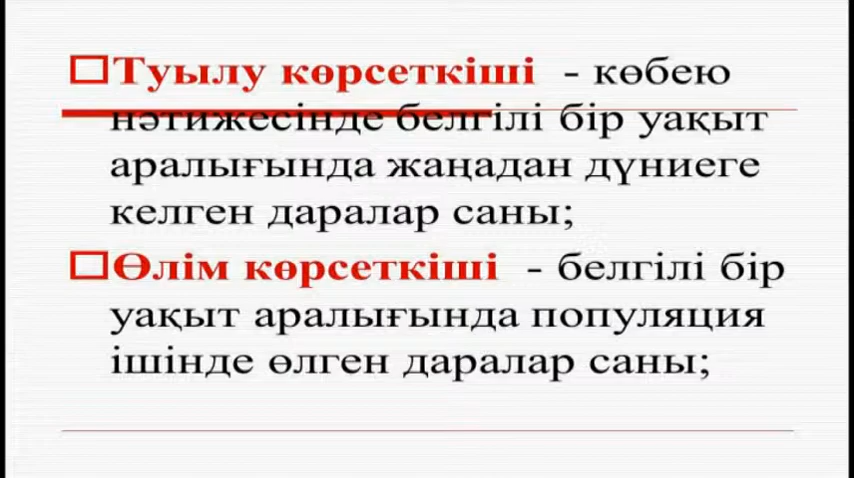 Туылу көрсеткіші - көбею
нәтижесінде белгілі бір уақыт
аралығында жаңадан дүниеге
келген даралар саны;
Өлім көрсеткіші - белгілі бір
уақыт аралығында популяция
ішінде өлген даралар саны;